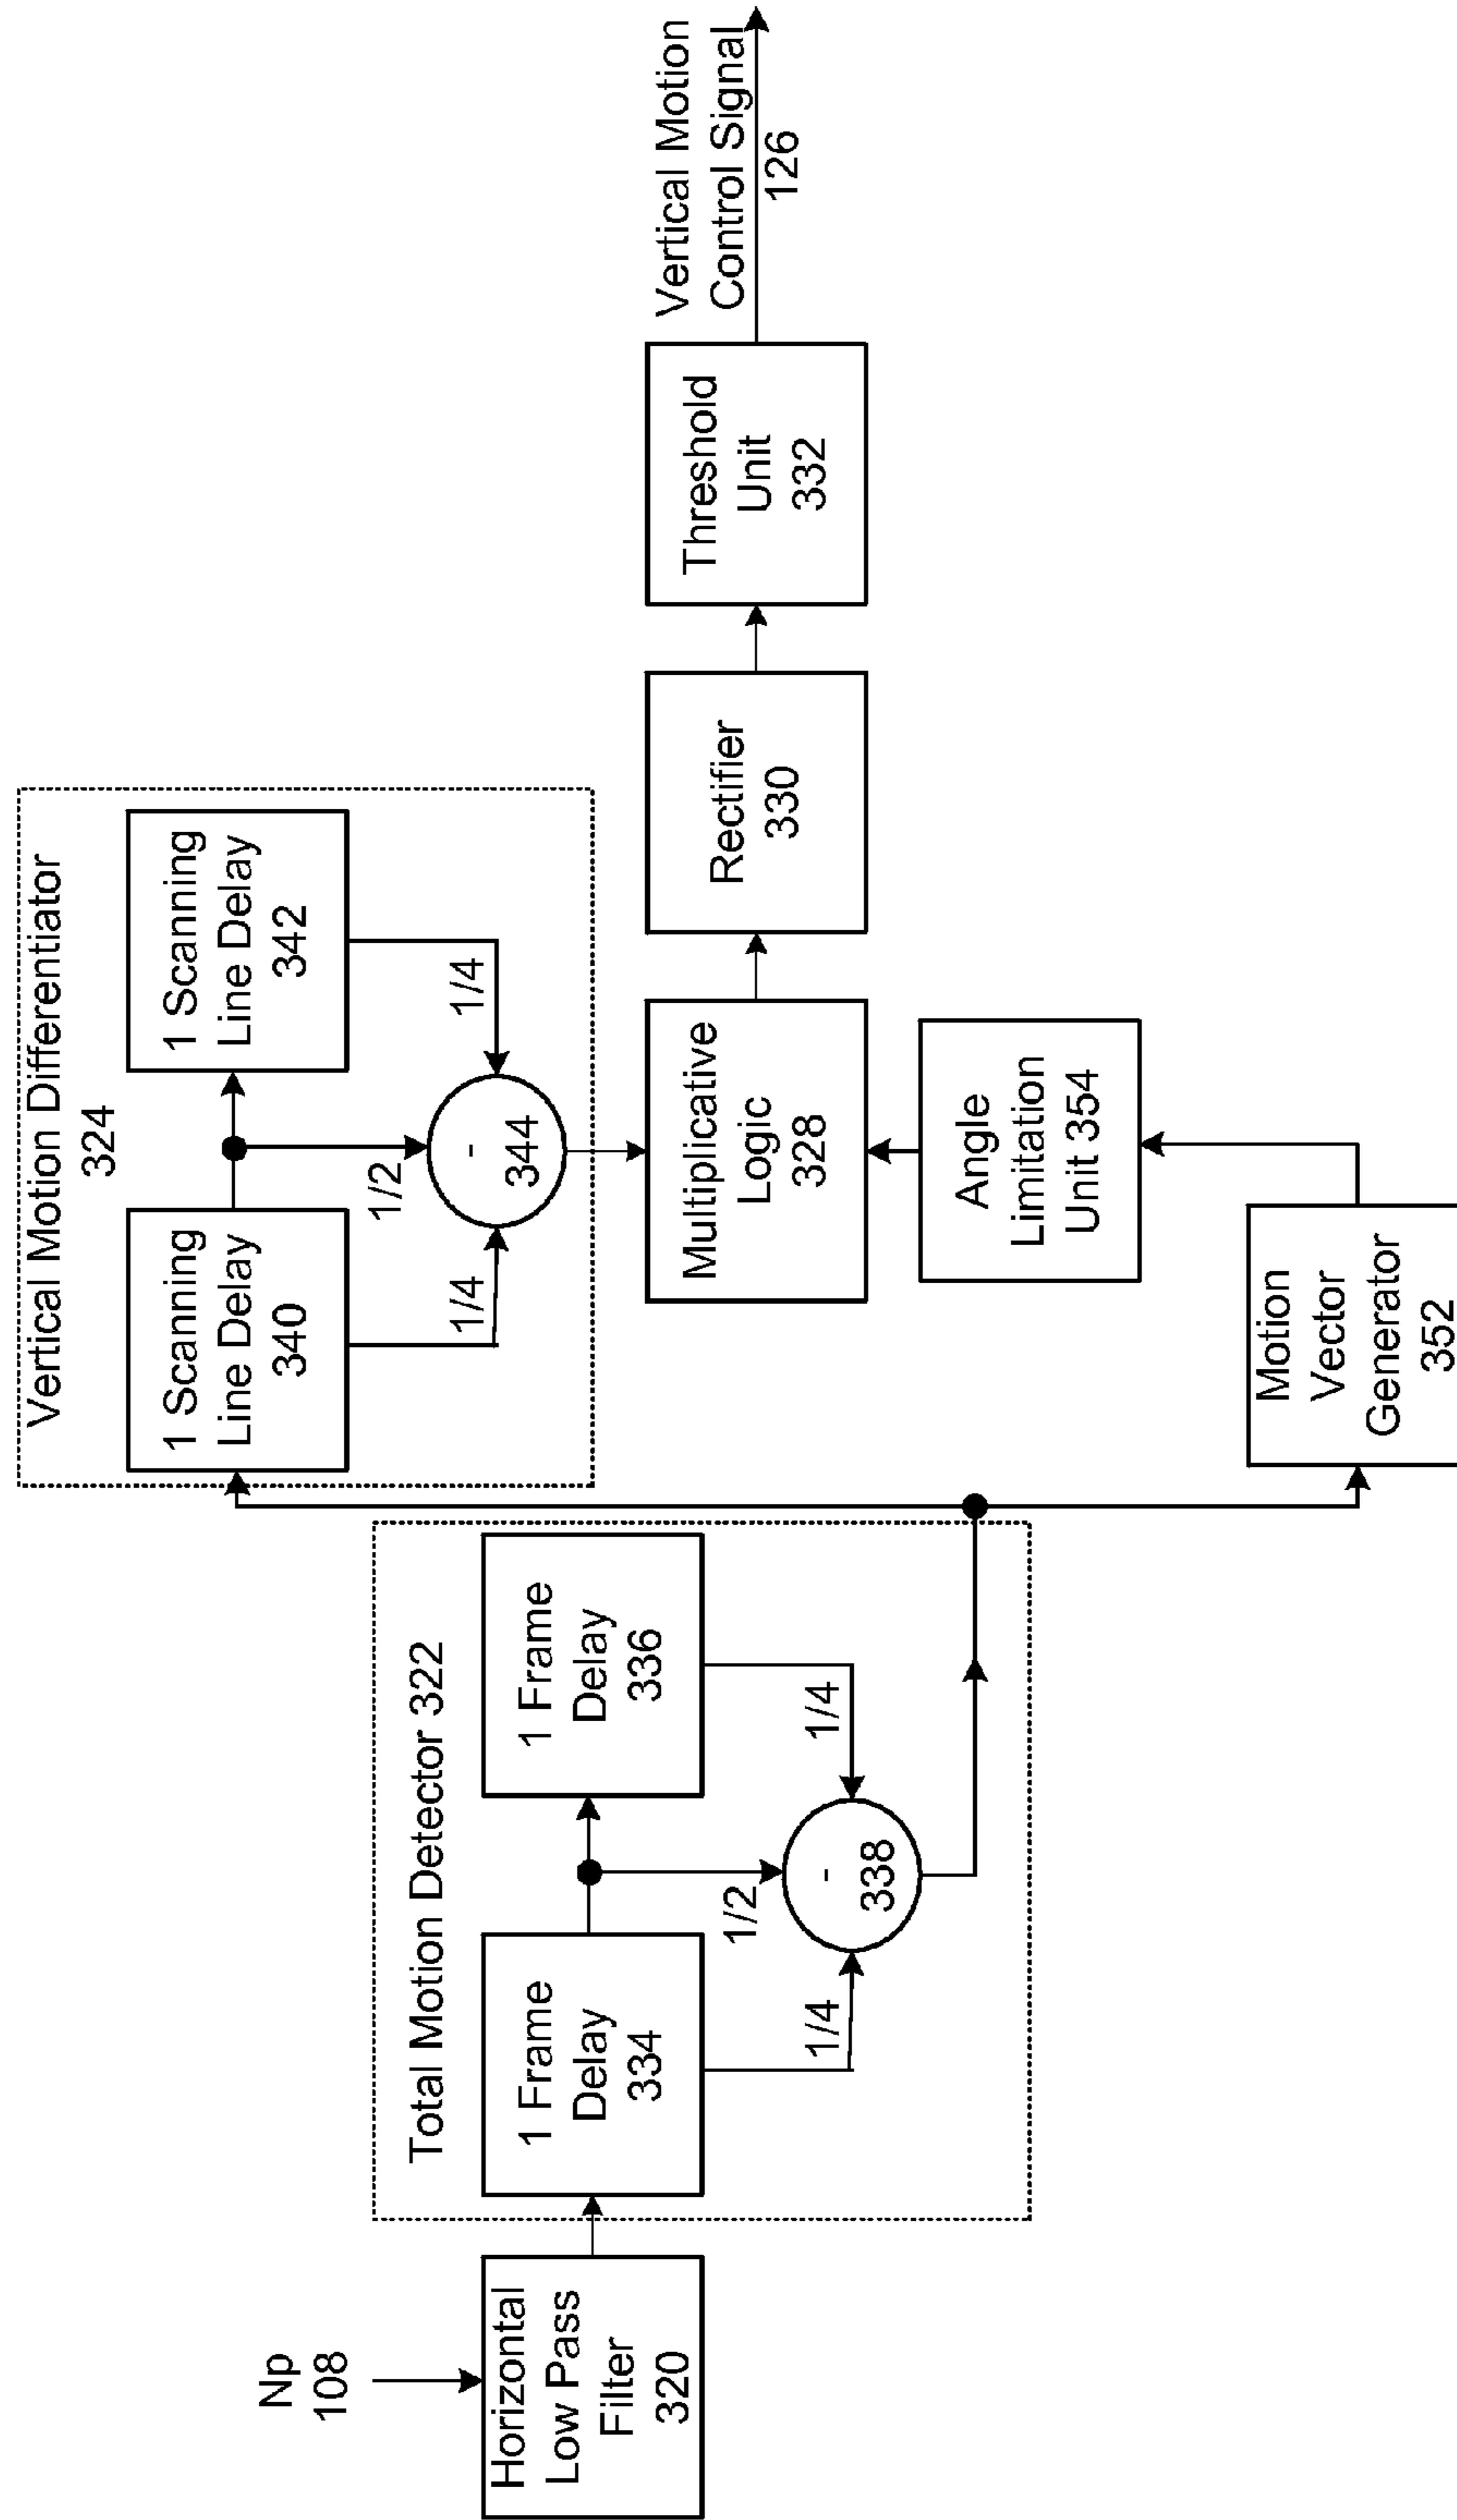 Np
108
Horizontal
Low Pass
Filter
320
Total Motion Detector 322
1 Frame
Delay
334
1 Frame
Delay
336
1/4
1/2
1/4
-
338
Vertical Motion Differentiator
324
1 Scanning
Line Delay
340
1 Scanning
Line Delay
342
1/4
1/2
1/4
-
344
Motion
Vector
Generator
352
Angle
Limitation
Unit 354
Multiplicative
Logic
328
Rectifier
330
Threshold
Unit
332
Vertical Motion
Control Signal
126